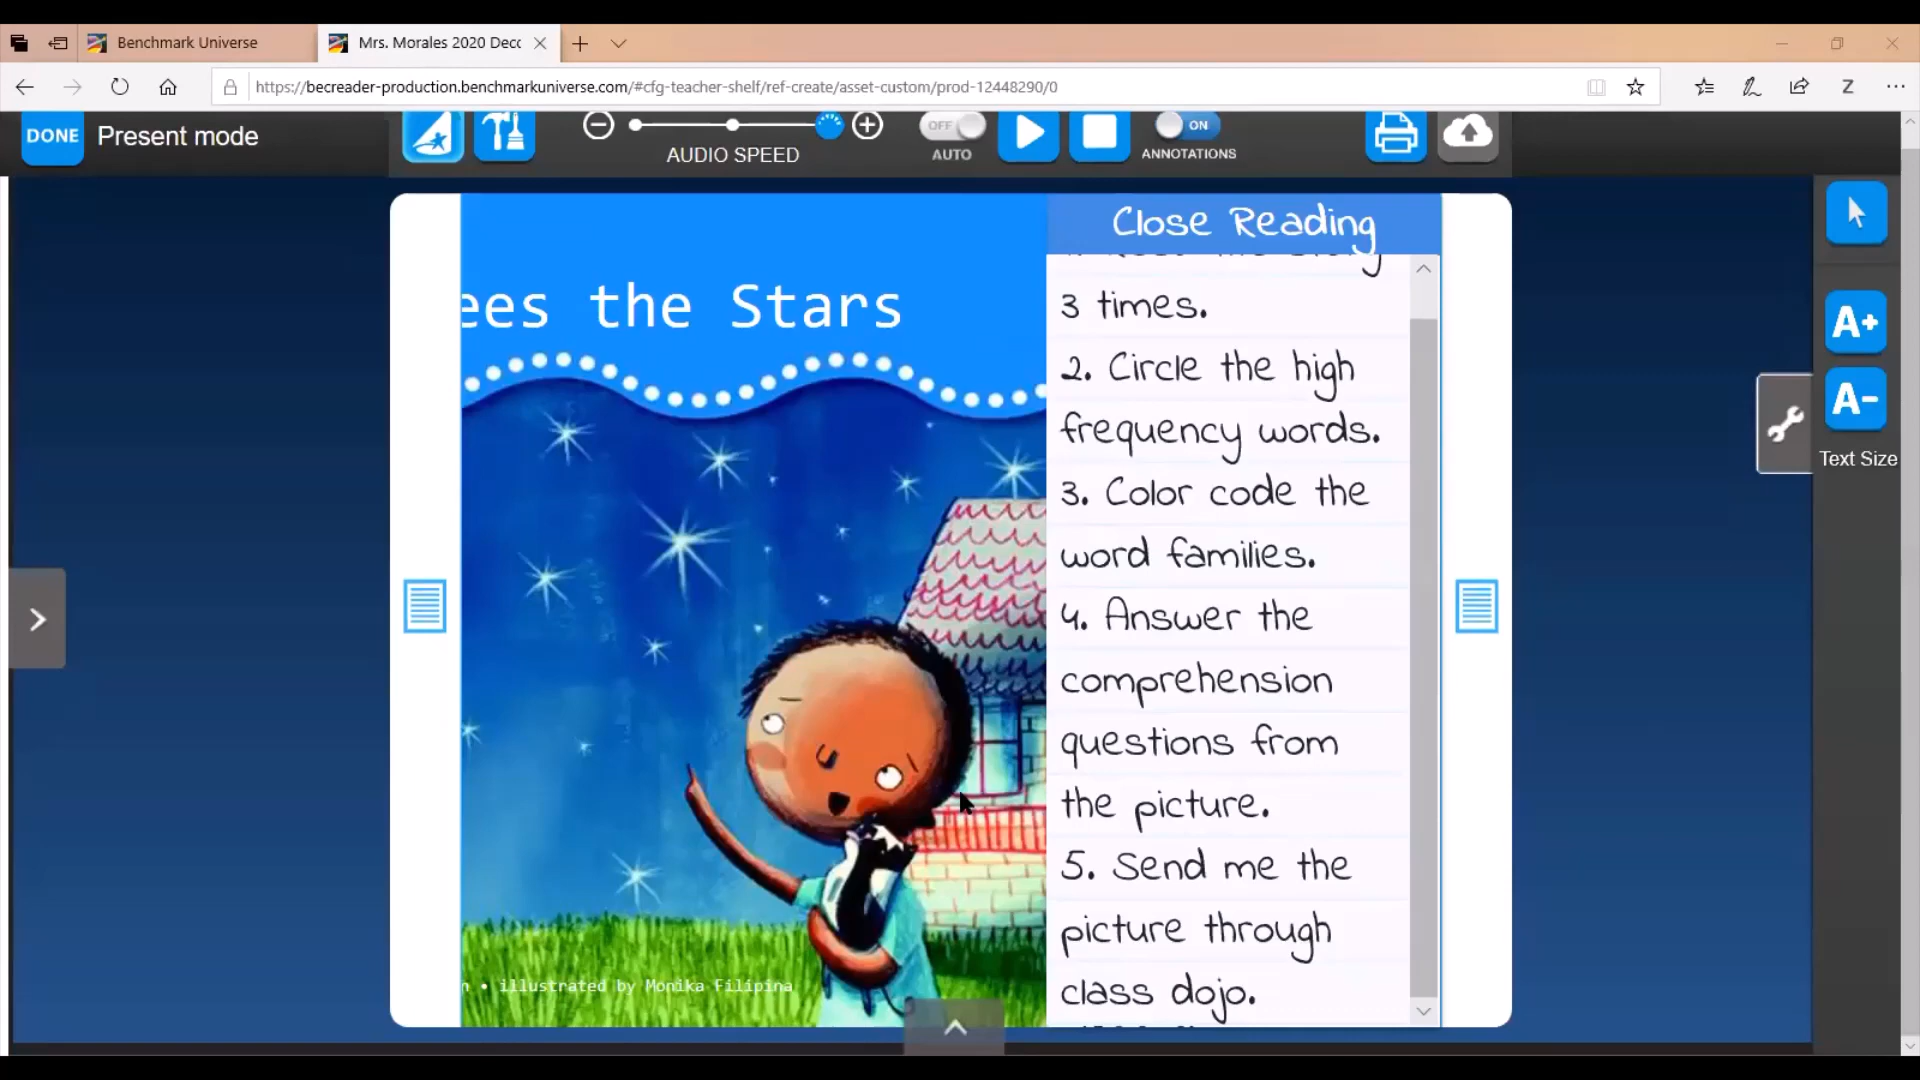 Benchmark Universe
Mrs. Morales 2020 Deco
https://becreader-production.benchmarkuniverse.com/#cfg-teacher-shelf/ref-create/asset-custom/prod-12448290/0
Z
DONE
Present mode
AUDIO SPEED
OFF
AUTO
ON
ANNOTATIONS
ees the Stars
n • illustrated by Monika Filipina
Close Reading
3 times.
2. Circle the high
frequency words.
3. Color code the
word families.
4. Answer the
comprehension
questions from
the picture.
5. Send me the
picture through
class dojo.
A+
A-
Text Size